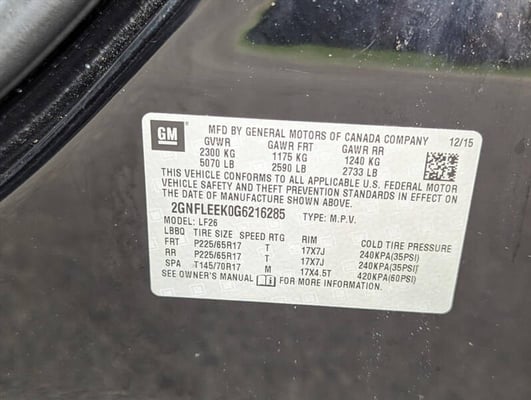 GM MFD BY GENERAL MOTORS OF CANADA COMPANY 12/15
GVWR GAWR FRT GAWR RR
2300 KG 1175 KG 1240 KG
5070 LB 2590 LB 2733 LB
THIS VEHICLE CONFORMS TO ALL APPLICABLE U.S. FEDERAL MOTOR
VEHICLE SAFETY AND THEFT PREVENTION STANDARDS IN EFFECT ON
THE DATE OF MANUFACTURE SHOWN ABOVE.
2GNFLEEK0G6216285 TYPE: M.P.V.
MODEL: LF26
LBBQ TIRE SIZE SPEED RTG RIM COLD TIRE PRESSURE
FRT P225/65R17 T 17X7J 240KPA(35PSI)
RR P225/65R17 T 17X7J 240KPA(35PSI)
SPA T145/70R17 M 17X4.5T 420KPA(60PSI)
SEE OWNER'S MANUAL FOR MORE INFORMATION.